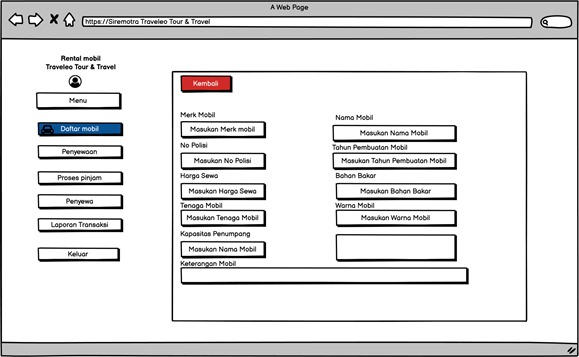 A Web Page
https://Siremotra Traveleo Tour & Travel
Rental mobil
Traveleo Tour & Travel
Menu
Daftar mobil
Penyewaan
Proses pinjam
Penyewa
Laporan Transaksi
Keluar
Kembali
Merk Mobil
Masukan Merk mobil
No Polisi
Masukan No Polisi
Harga Sewa
Masukan Harga Sewa
Tenaga Mobil
Masukan Tenaga Mobil
Kapasitas Penumpang
Masukan Nama Mobil
Keterangan Mobil
Nama Mobil
Masukan Nama Mobil
Tahun Pembuatan Mobil
Masukan Tahun Pembuatan Mobil
Bahan Bakar
Masukan Bahan Bakar
Warna Mobil
Masukan Warna Mobil